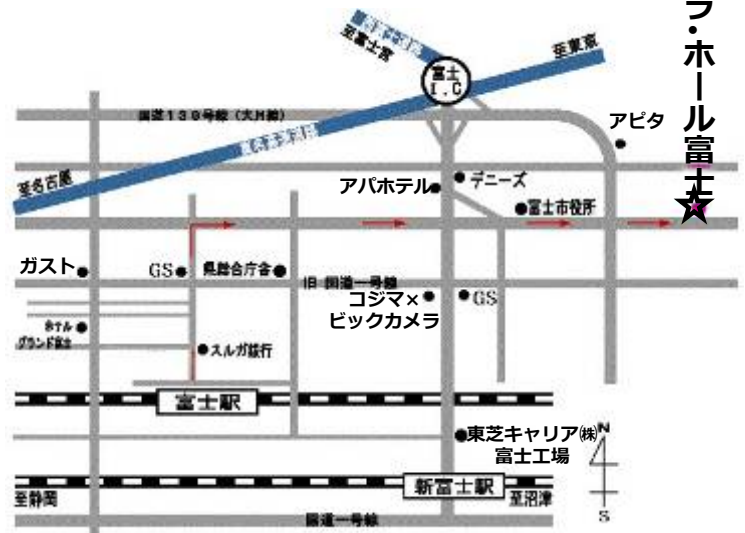 至富士宮
富士
I.C
至東京
国道139号線(大月線)
アピタ
フ・ホール富士
至名古屋
アパホテル
デニーズ
富士市役所
ガスト
GS
県総合庁舎
旧 国道一号線
コジマ×
ビックカメラ
GS
ホテル
グランド富士
スルガ銀行
富士駅
東芝キャリア㈱
富士工場
N
新富士駅
至静岡
至沼津
国道一号線
S